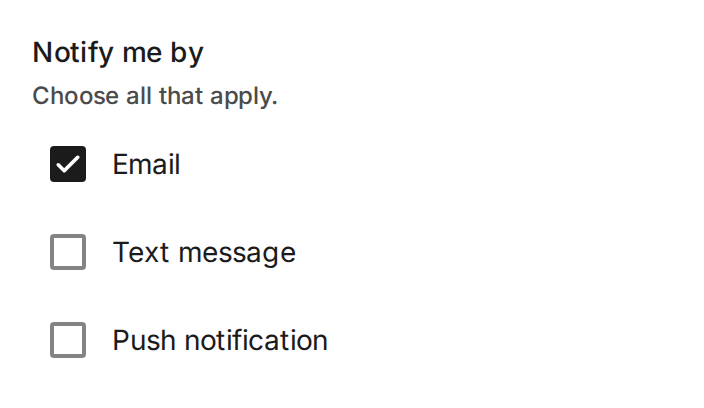 Notify me by
Choose all that apply.
Email
Text message
Push notification